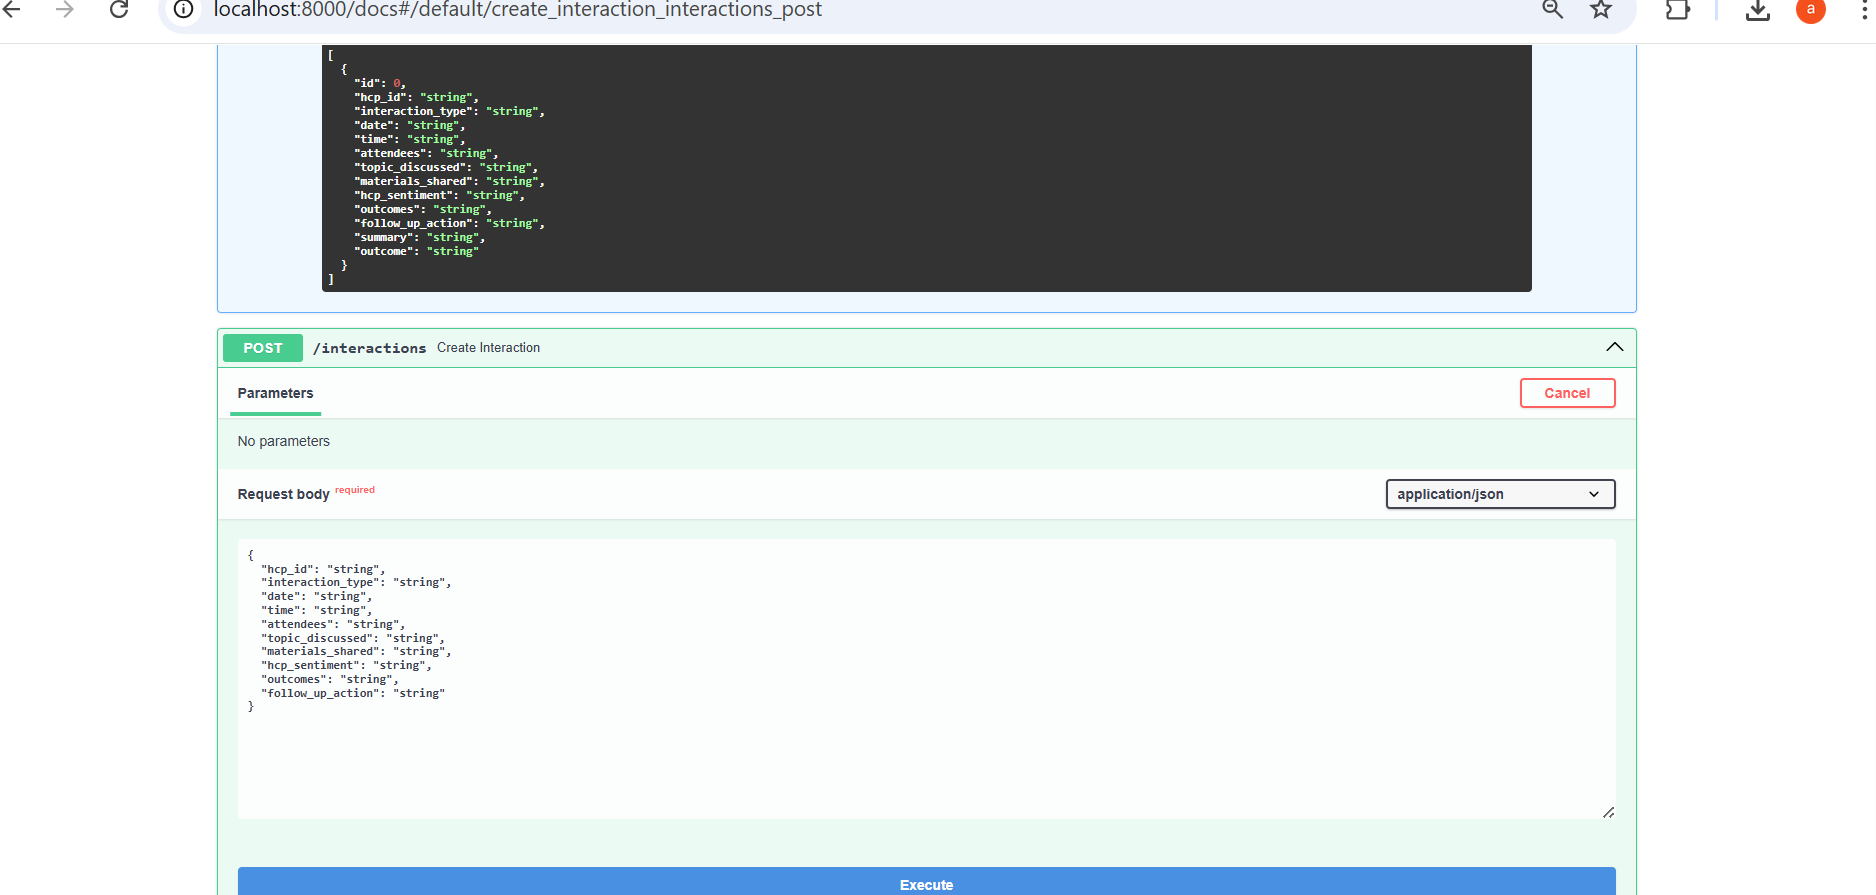 localhost:8000/docs#/default/create_interaction_interactions_post
a
[
  {
    "id": 0,
    "hcp_id": "string",
    "interaction_type": "string",
    "date": "string",
    "time": "string",
    "attendees": "string",
    "topic_discussed": "string",
    "materials_shared": "string",
    "hcp_sentiment": "string",
    "outcomes": "string",
    "follow_up_action": "string",
    "summary": "string",
    "outcome": "string"
  }
]
POST /interactions Create Interaction
Parameters Cancel
No parameters
Request body required application/json
{
  "hcp_id": "string",
  "interaction_type": "string",
  "date": "string",
  "time": "string",
  "attendees": "string",
  "topic_discussed": "string",
  "materials_shared": "string",
  "hcp_sentiment": "string",
  "outcomes": "string",
  "follow_up_action": "string"
}
Execute